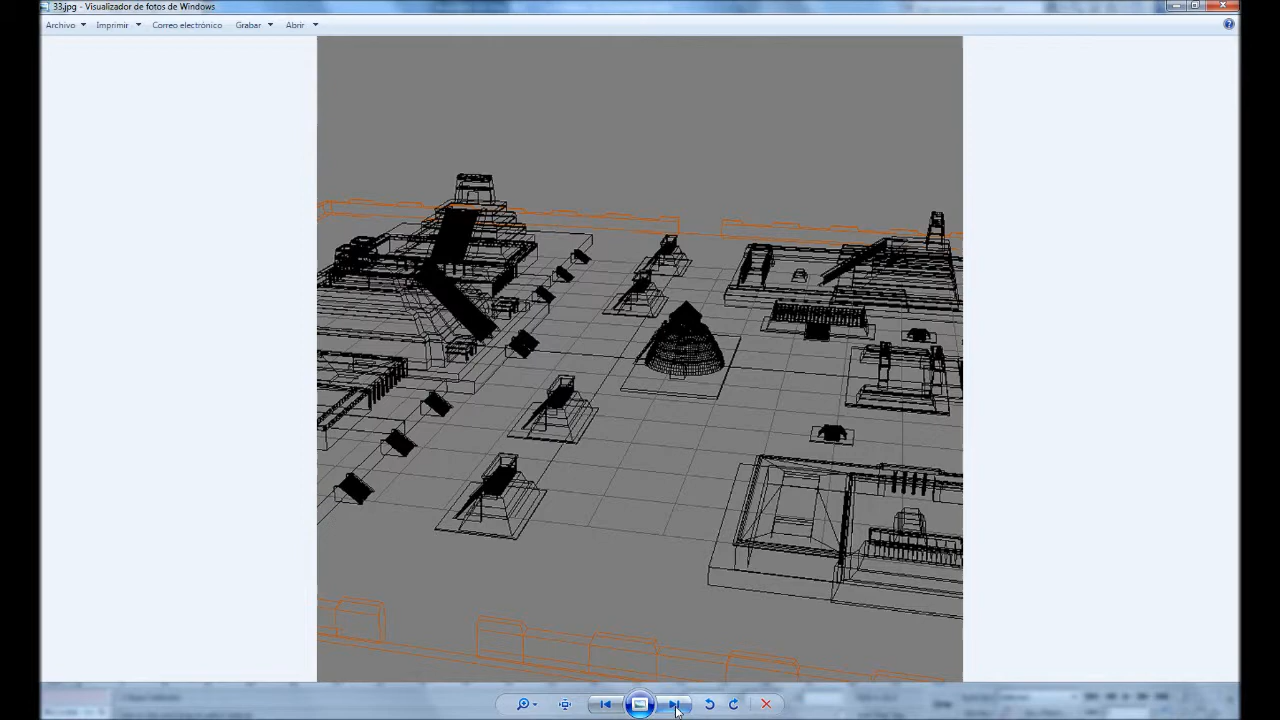 33.jpg - Visualizador de fotos de Windows
Archivo Imprimir Correo electrónico Grabar Abrir